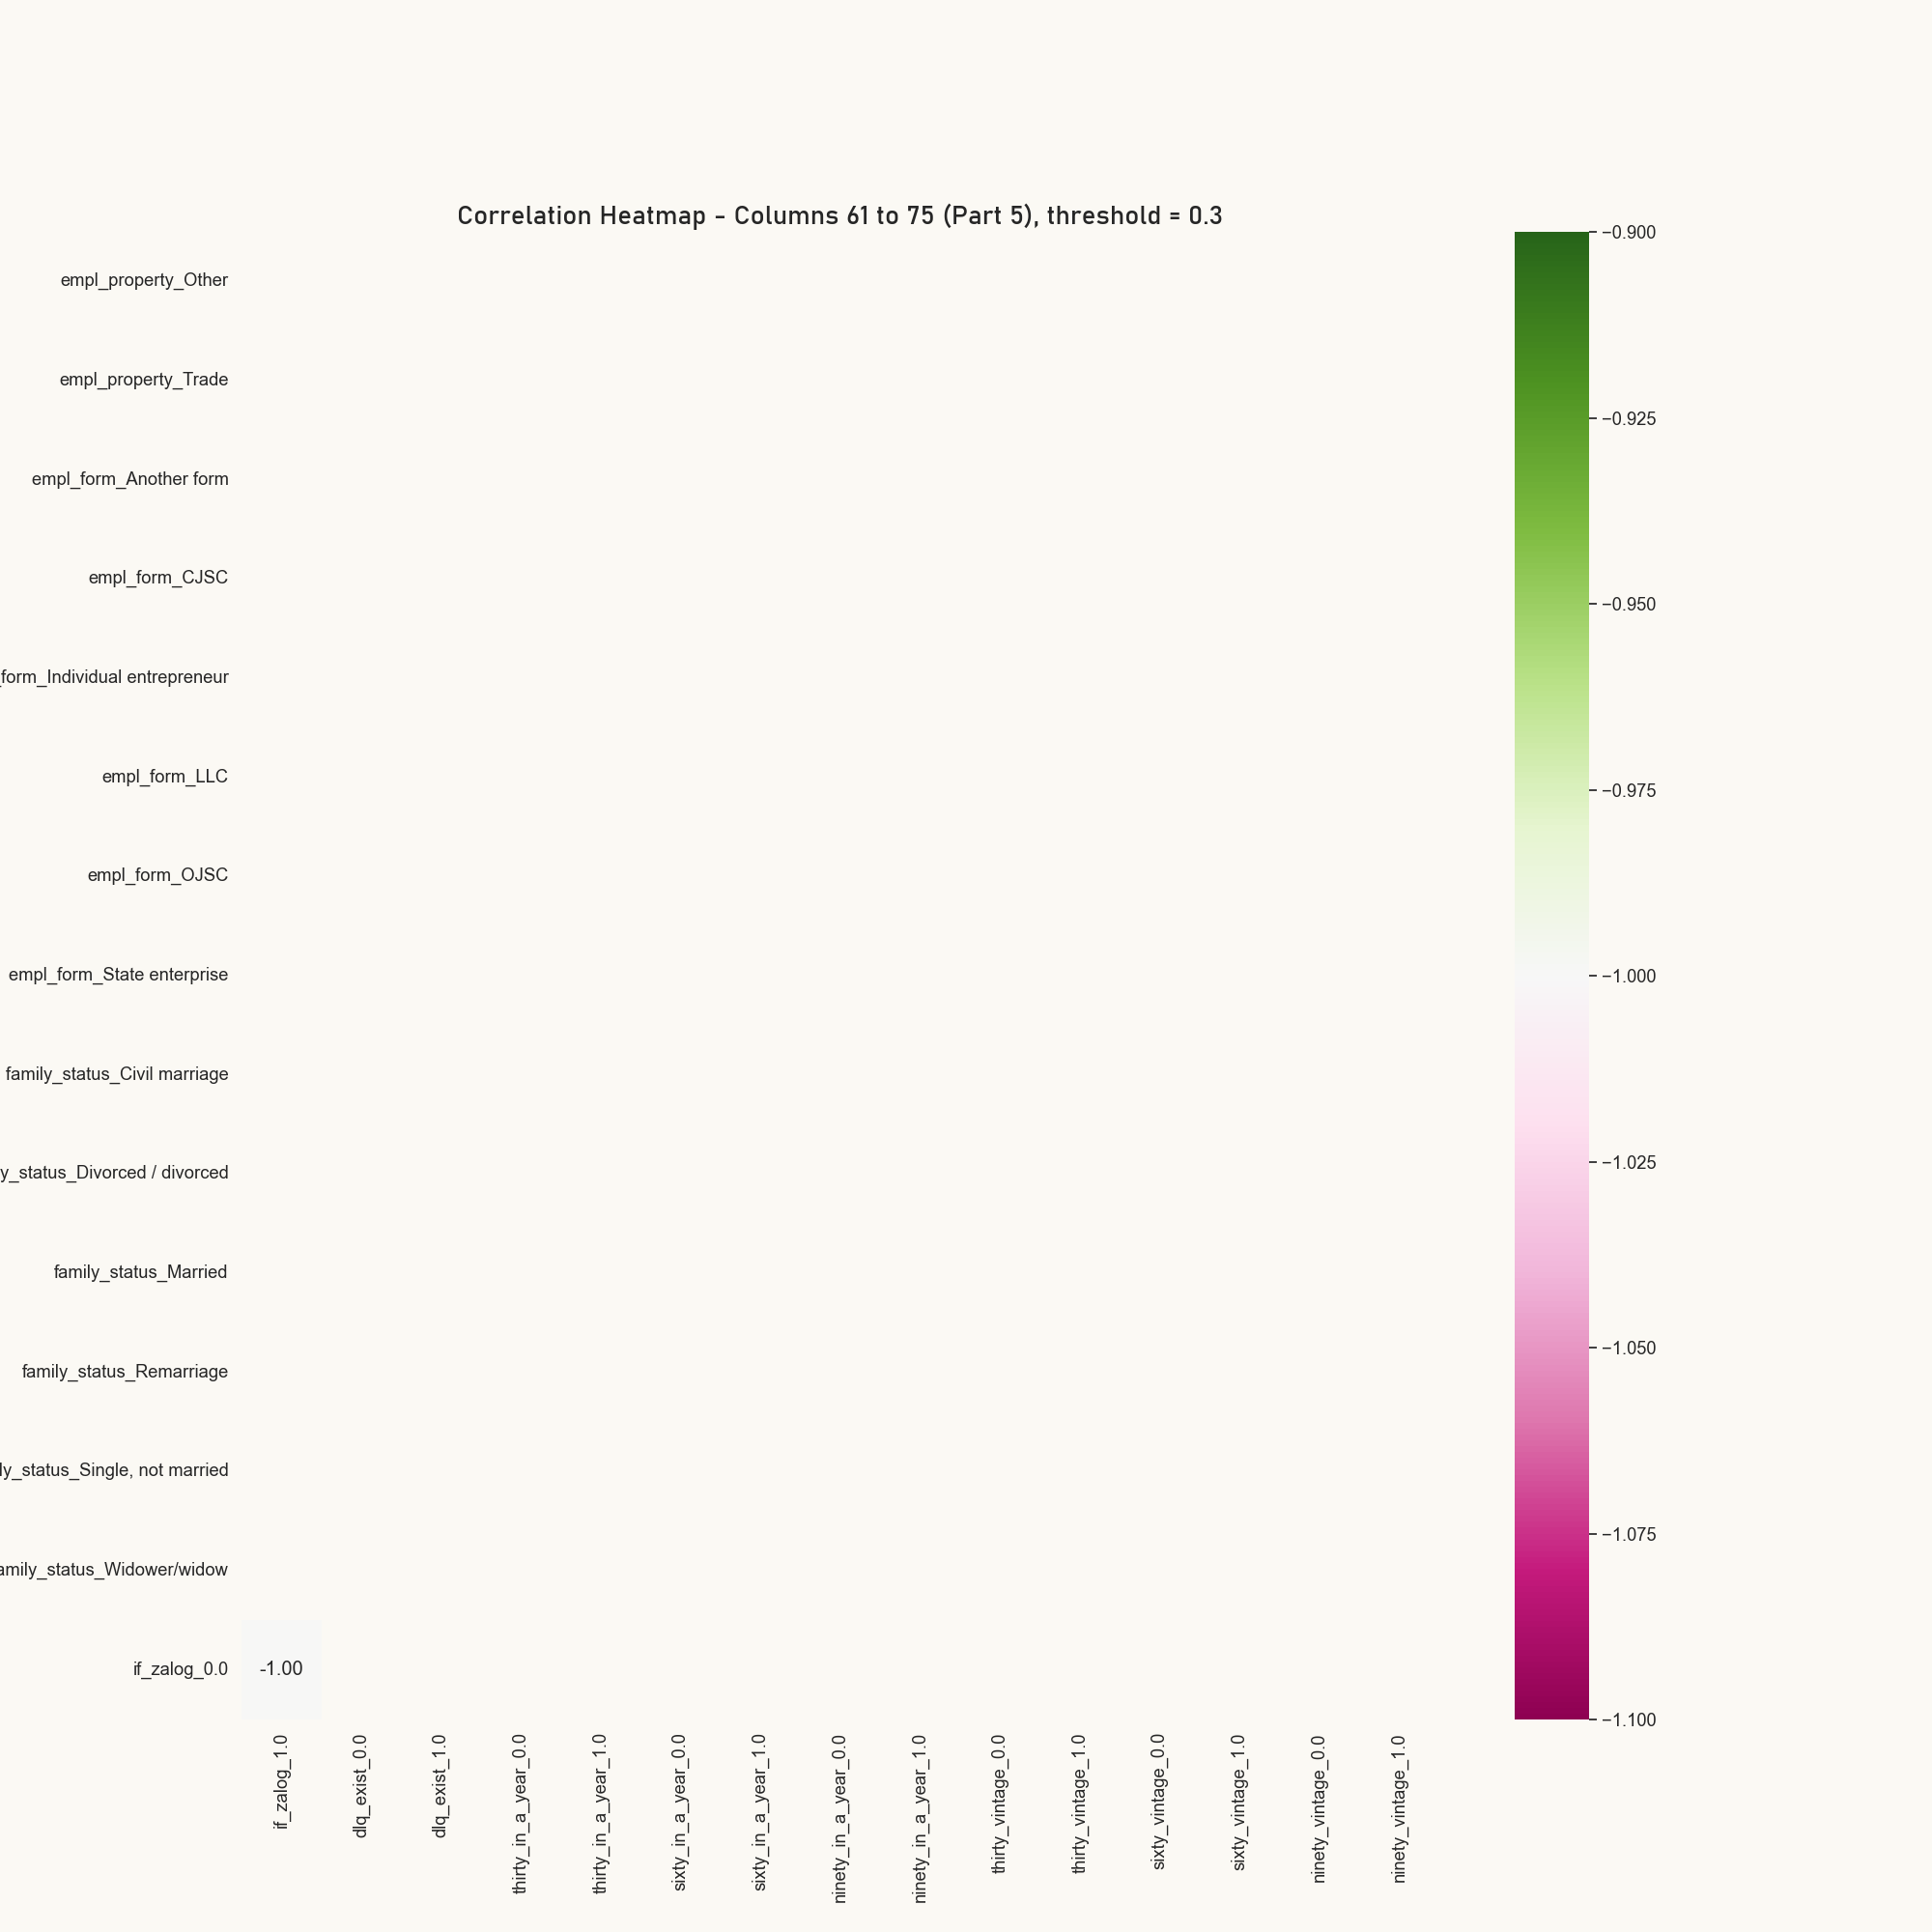 Correlation Heatmap - Columns 61 to 75 (Part 5), threshold = 0.3
empl_property_Other
empl_property_Trade
empl_form_Another form
empl_form_CJSC
_form_Individual entrepreneur
empl_form_LLC
empl_form_OJSC
empl_form_State enterprise
family_status_Civil marriage
y_status_Divorced / divorced
family_status_Married
family_status_Remarriage
ly_status_Single, not married
amily_status_Widower/widow
if_zalog_0.0
-1.00
if_zalog_1.0
dlq_exist_0.0
dlq_exist_1.0
thirty_in_a_year_0.0
thirty_in_a_year_1.0
sixty_in_a_year_0.0
sixty_in_a_year_1.0
ninety_in_a_year_0.0
ninety_in_a_year_1.0
thirty_vintage_0.0
thirty_vintage_1.0
sixty_vintage_0.0
sixty_vintage_1.0
ninety_vintage_0.0
ninety_vintage_1.0
−0.900
−0.925
−0.950
−0.975
−1.000
−1.025
−1.050
−1.075
−1.100